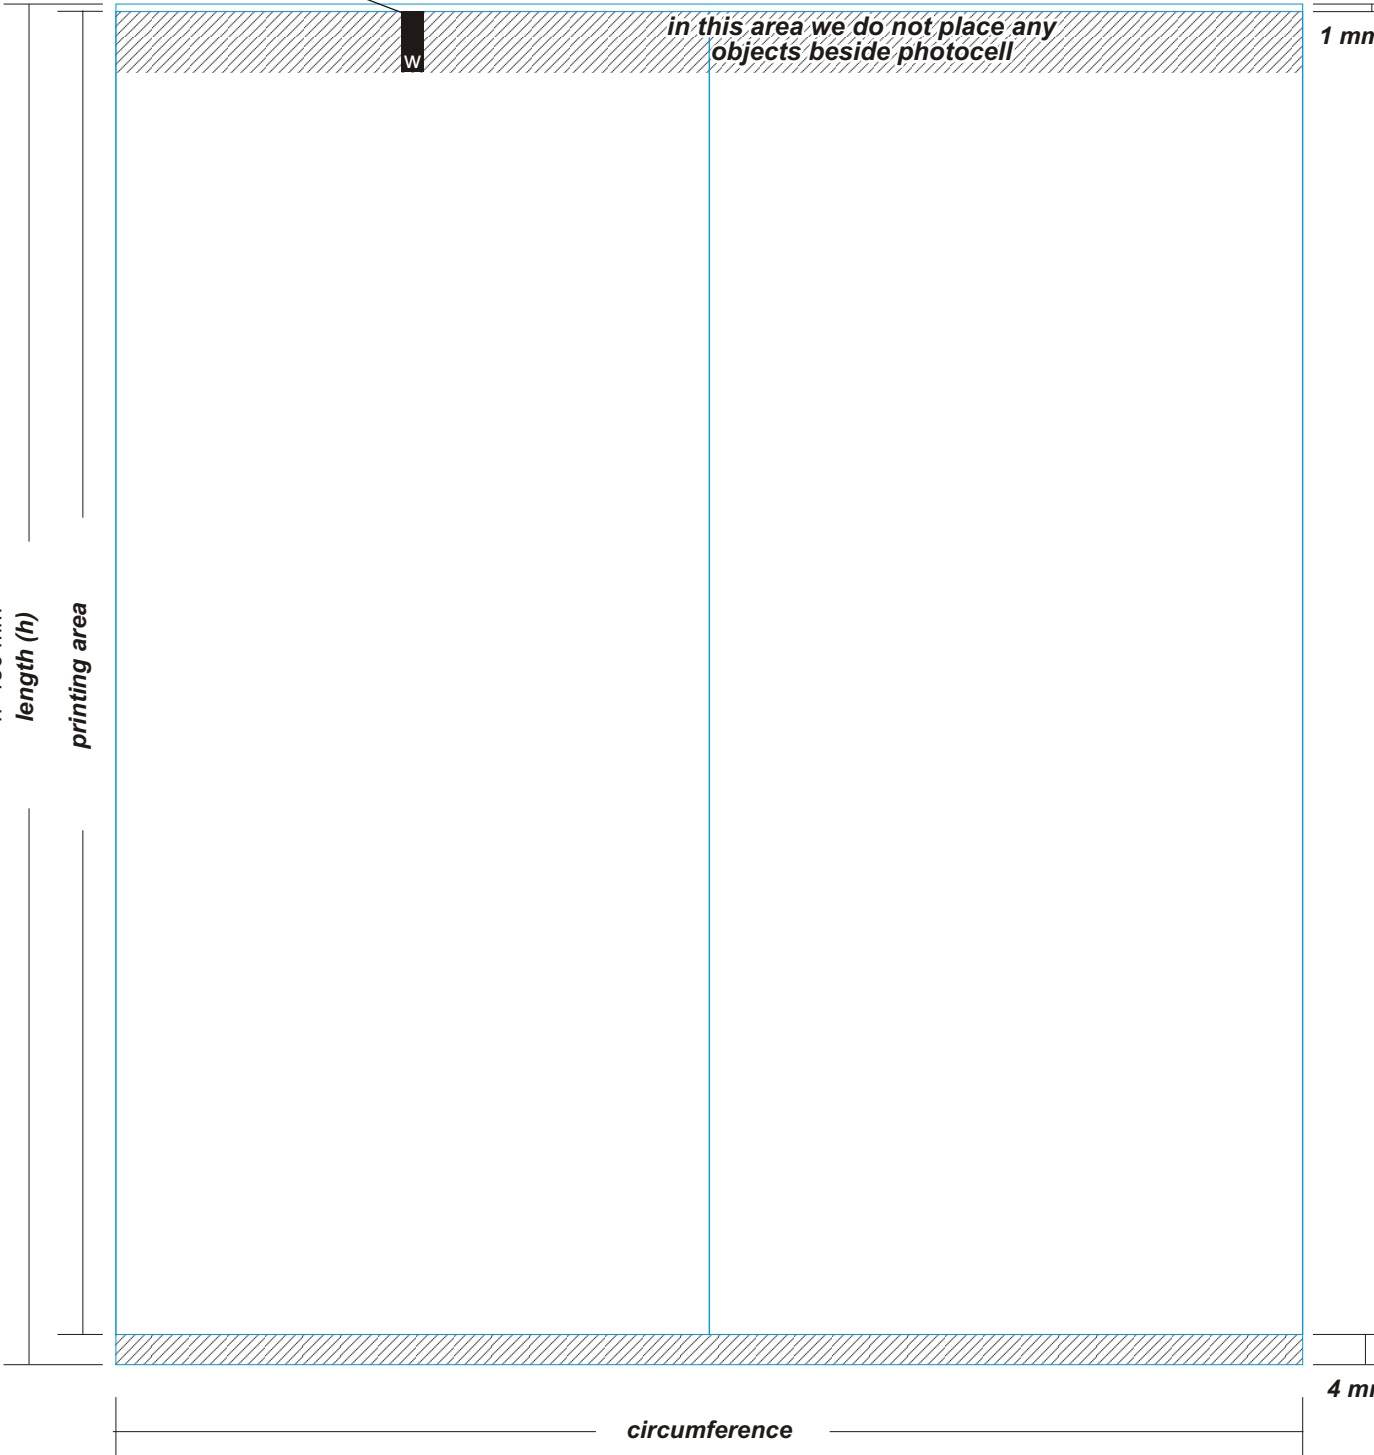 in this area we do not place any
objects beside photocell
W
1 mm
length (h)
printing area
4 mm
circumference